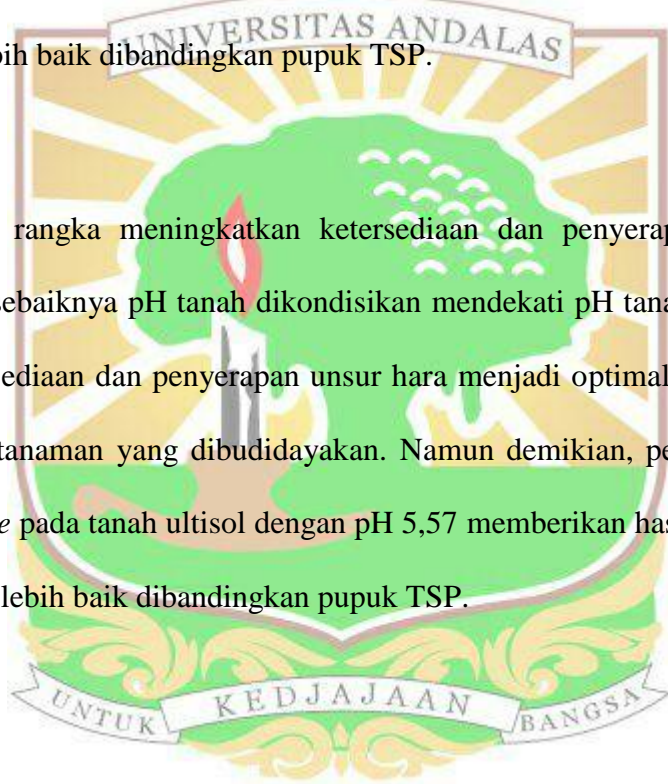 UNIVERSITAS ANDALAS
bih baik dibandingkan pupuk TSP.
rangka meningkatkan ketersediaan dan penyerap
sebaiknya pH tanah dikondisikan mendekati pH tana
ediaan dan penyerapan unsur hara menjadi optimal
tanaman yang dibudidayakan. Namun demikian, pe
e pada tanah ultisol dengan pH 5,57 memberikan has
lebih baik dibandingkan pupuk TSP.
UNTUK KEDJAJAAN BANGSA